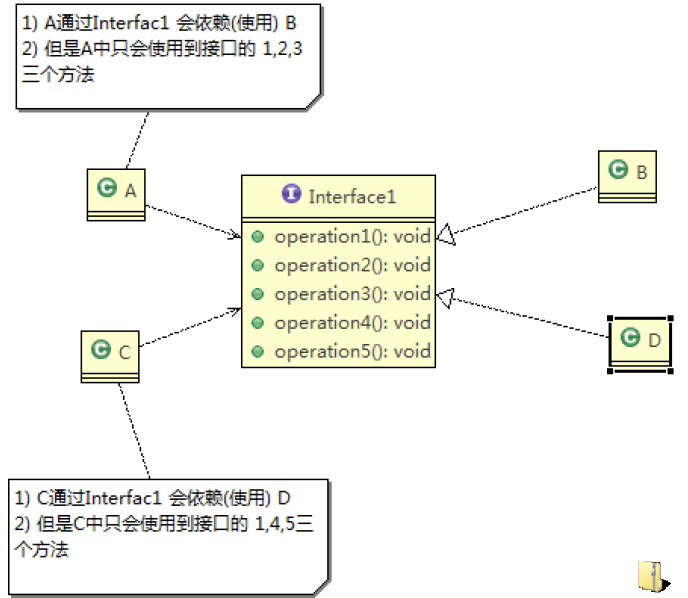 1) A通过Interfac1 会依赖(使用) B
2) 但是A中只会使用到接口的 1,2,3
三个方法
C A
I Interface1
C B
operation1(): void
operation2(): void
operation3(): void
operation4(): void
operation5(): void
C C
C D
1) C通过Interfac1 会依赖(使用) D
2) 但是C中只会使用到接口的 1,4,5三
个方法